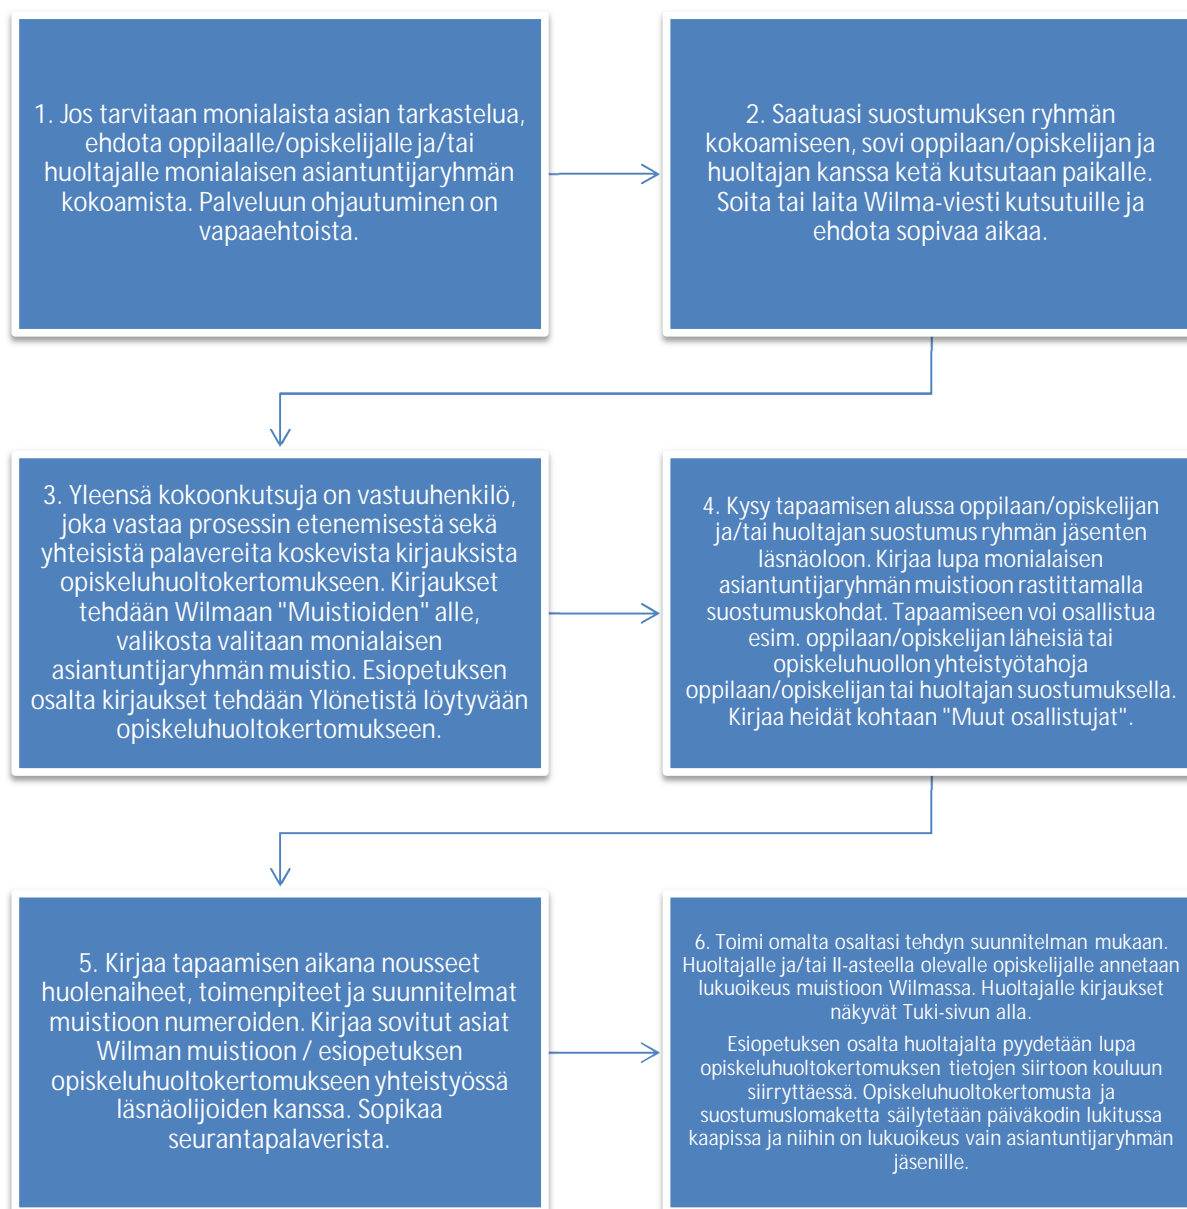 1. Jos tarvitaan monialaista asian tarkastelua,
ehdota oppilaalle/opiskelijalle ja/tai
huoltajalle monialaisen asiantuntijaryhmän
kokoamista. Palveluun ohjautuminen on
vapaaehtoista.
2. Saatuasi suostumuksen ryhmän
kokoamiseen, sovi oppilaan/opiskelijan ja
huoltajan kanssa ketä kutsutaan paikalle.
Soita tai laita Wilma-viesti kutsutuille ja
ehdota sopivaa aikaa.
3. Yleensä kokoonkutsuja on vastuuhenkilö,
joka vastaa prosessin etenemisestä sekä
yhteisistä palavereita koskevista kirjauksista
opiskeluhuoltokertomukseen. Kirjaukset
tehdään Wilmaan "Muistioiden" alle,
valikosta valitaan monialaisen
asiantuntijaryhmän muistio. Esiopetuksen
osalta kirjaukset tehdään Ylönetistä löytyvään
opiskeluhuoltokertomukseen.
4. Kysy tapaamisen alussa oppilaan/opiskelijan
ja/tai huoltajan suostumus ryhmän jäsenten
läsnäoloon. Kirjaa lupa monialaisen
asiantuntijaryhmän muistioon rastittamalla
suostumuskohdat. Tapaamiseen voi osallistua
esim. oppilaan/opiskelijan läheisiä tai
opiskeluhuollon yhteistyötahoja
oppilaan/opiskelijan tai huoltajan suostumuksella.
Kirjaa heidät kohtaan "Muut osallistujat".
5. Kirjaa tapaamisen aikana nousseet
huolenaiheet, toimenpiteet ja suunnitelmat
muistioon numeroiden. Kirjaa sovitut asiat
Wilman muistioon / esiopetuksen
opiskeluhuoltokertomukseen yhteistyössä
läsnäolijoiden kanssa. Sopikaa
seurantapalaverista.
6. Toimi omalta osaltasi tehdyn suunnitelman mukaan.
Huoltajalle ja/tai II-asteella olevalle opiskelijalle annetaan
lukuoikeus muistioon Wilmassa. Huoltajalle kirjaukset
näkyvät Tuki-sivun alla.
Esiopetuksen osalta huoltajalta pyydetään lupa
opiskeluhuoltokertomuksen tietojen siirtoon kouluun
siirryttäessä. Opiskeluhuoltokertomusta ja
suostumuslomaketta säilytetään päiväkodin lukitussa
kaapissa ja niihin on lukuoikeus vain asiantuntijaryhmän
jäsenille.